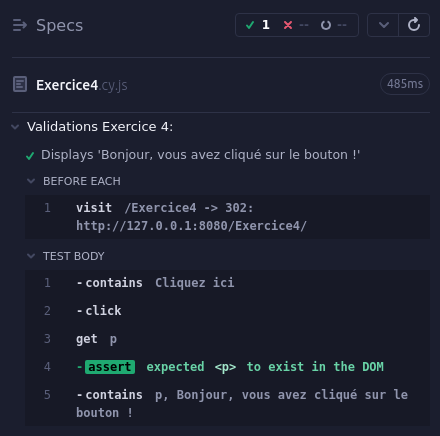 Specs
1 -- --
Exercice4.cy.js
485ms
Validations Exercice 4:
Displays 'Bonjour, vous avez cliqué sur le bouton !'
BEFORE EACH
1 visit /Exercice4 -> 302:
http://127.0.0.1:8080/Exercice4/
TEST BODY
1 -contains Cliquez ici
2 -click
3 get p
4 -assert expected <p> to exist in the DOM
5 -contains p, Bonjour, vous avez cliqué sur le
bouton !